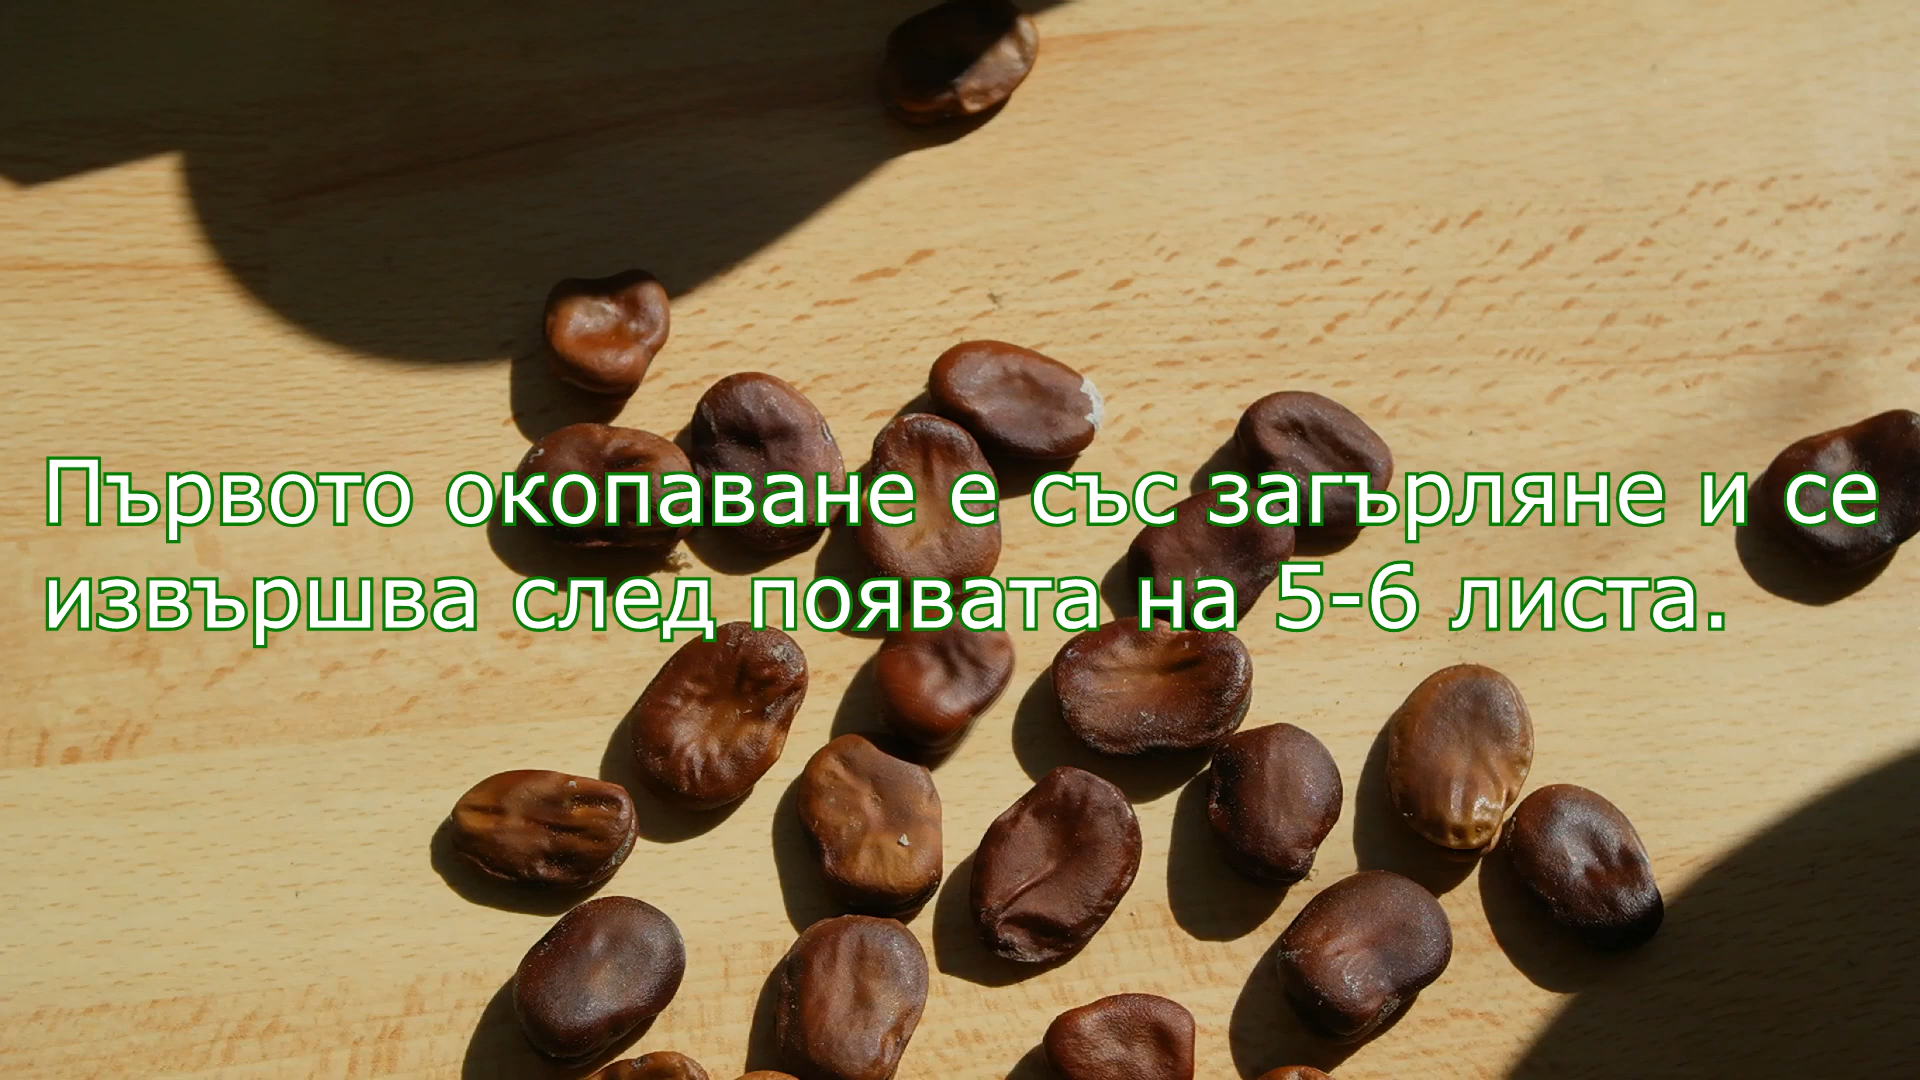 Първото окопаване е със загърляне и се
извършва след появата на 5-6 листа.